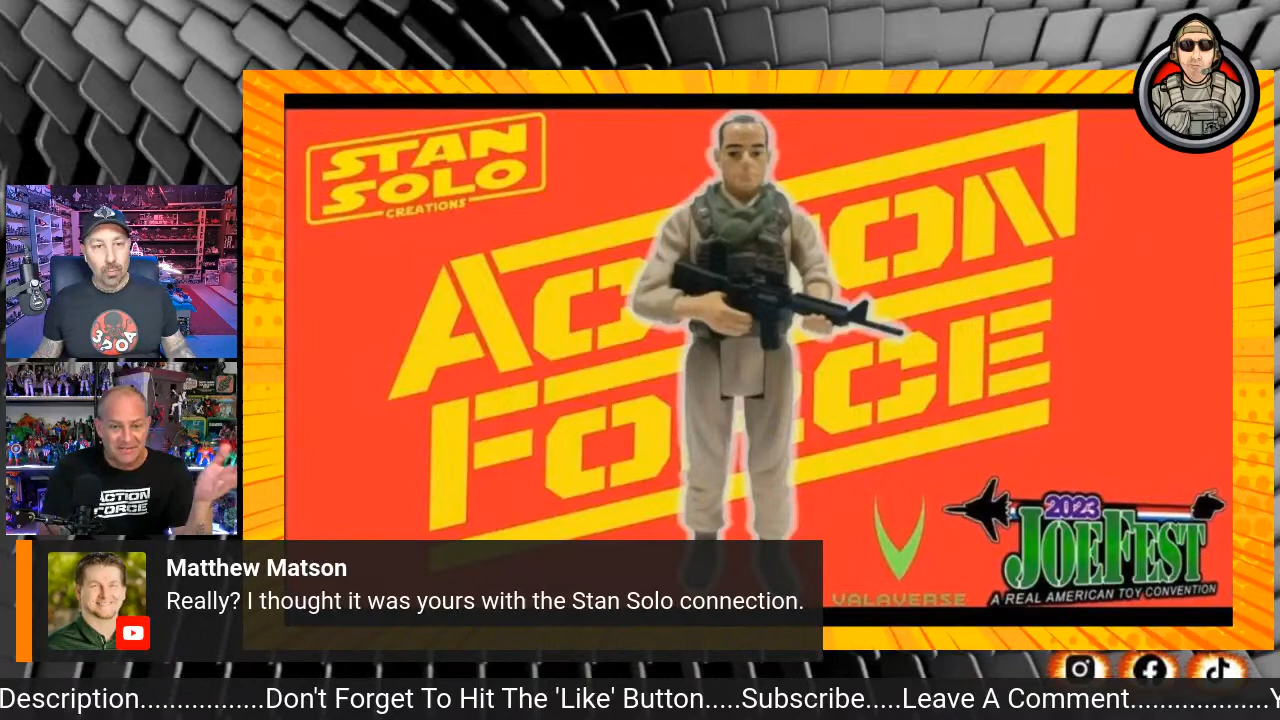 STAN
SOLO
CREATIONS
ACTION
FORCE
ACTION
FORCE
VALAVERSE
2023
JOEFEST
A REAL AMERICAN TOY CONVENTION
Matthew Matson
Really? I thought it was yours with the Stan Solo connection.
Description.................Don't Forget To Hit The 'Like' Button.....Subscribe.....Leave A Comment...................Y